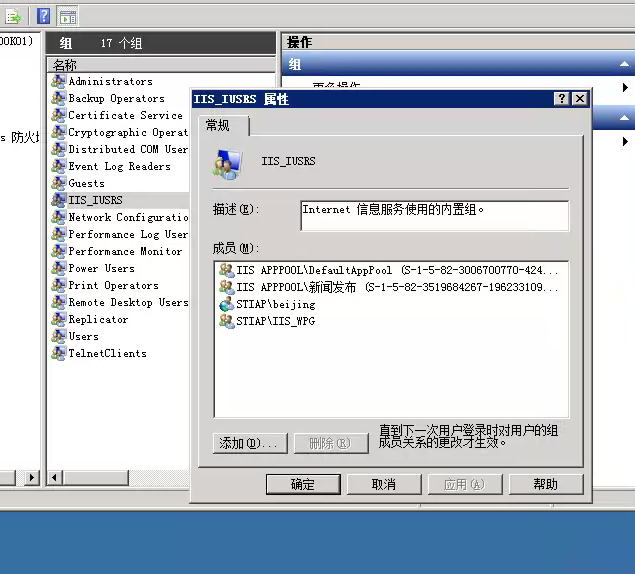 00K01)
组 17 个组
名称
s 防火墙
Administrators
Backup Operators
Certificate Service
Cryptographic Operat
Distributed COM User
Event Log Readers
Guests
IIS_IUSRS
Network Configuratio
Performance Log User
Performance Monitor
Power Users
Print Operators
Remote Desktop Users
Replicator
Users
TelnetClients
操作
组
更多操作
IIS_IUSRS 属性
常规
IIS_IUSRS
描述(E):
Internet 信息服务使用的内置组。
成员(M):
IIS APPPOOL\DefaultAppPool (S-1-5-82-3006700770-424...
IIS APPPOOL\新闻发布 (S-1-5-82-3519684267-196233109...
STIAP\beijing
STIAP\IIS_WPG
添加(D)...
删除(R)
直到下一次用户登录时对用户的组
成员关系的更改才生效。
确定
取消
应用(A)
帮助